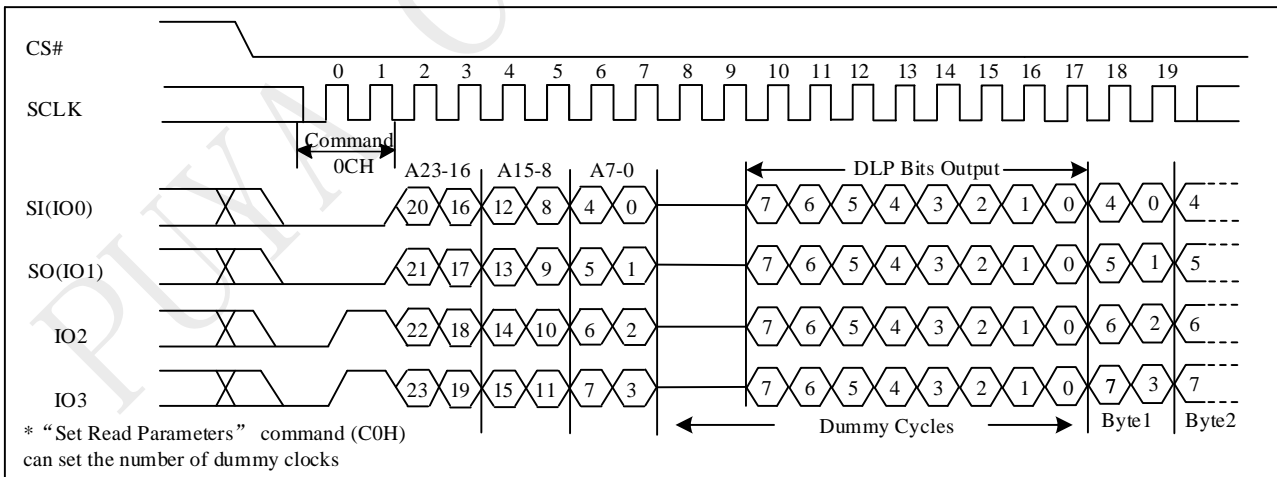 CS#
0 1 2 3 4 5 6 7 8 9 10 11 12 13 14 15 16 17 18 19
SCLK
Command
0CH
A23-16 A15-8 A7-0 DLP Bits Output
SI(IO0) 20 16 12 8 4 0 7 6 5 4 3 2 1 0 4 0 4
SO(IO1) 21 17 13 9 5 1 7 6 5 4 3 2 1 0 5 1 5
IO2 22 18 14 10 6 2 7 6 5 4 3 2 1 0 6 2 6
IO3 23 19 15 11 7 3 7 6 5 4 3 2 1 0 7 3 7
Dummy Cycles Byte1 Byte2
* “Set Read Parameters” command (C0H)
can set the number of dummy clocks
PUYA C